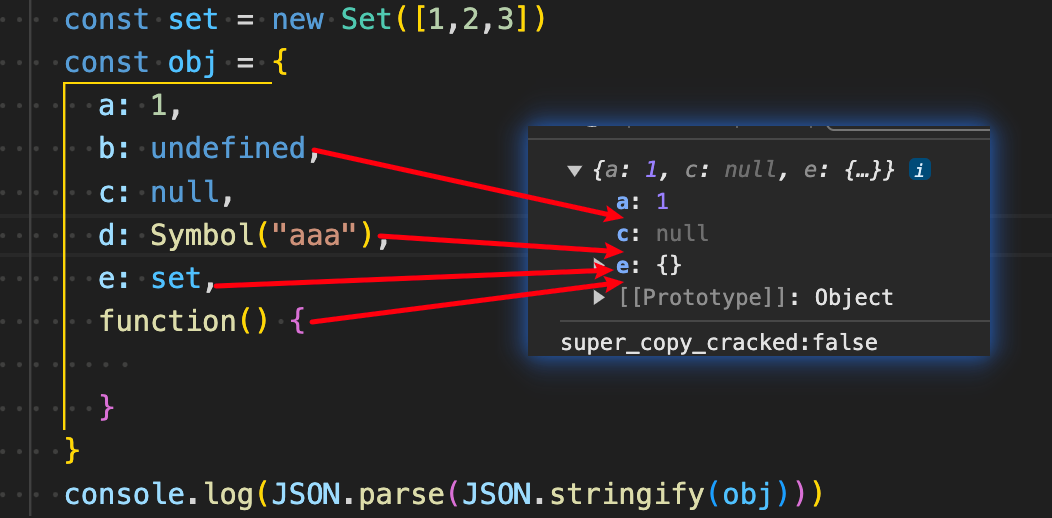 const set = new Set([1,2,3])
const obj = {
a: 1,
b: undefined,
c: null,
d: Symbol("aaa"),
e: set,
function() {
}
}
console.log(JSON.parse(JSON.stringify(obj)))
▼ {a: 1, c: null, e: {…}} i
a: 1
c: null
▶ e: {}
▶ [[Prototype]]: Object
super_copy_cracked:false